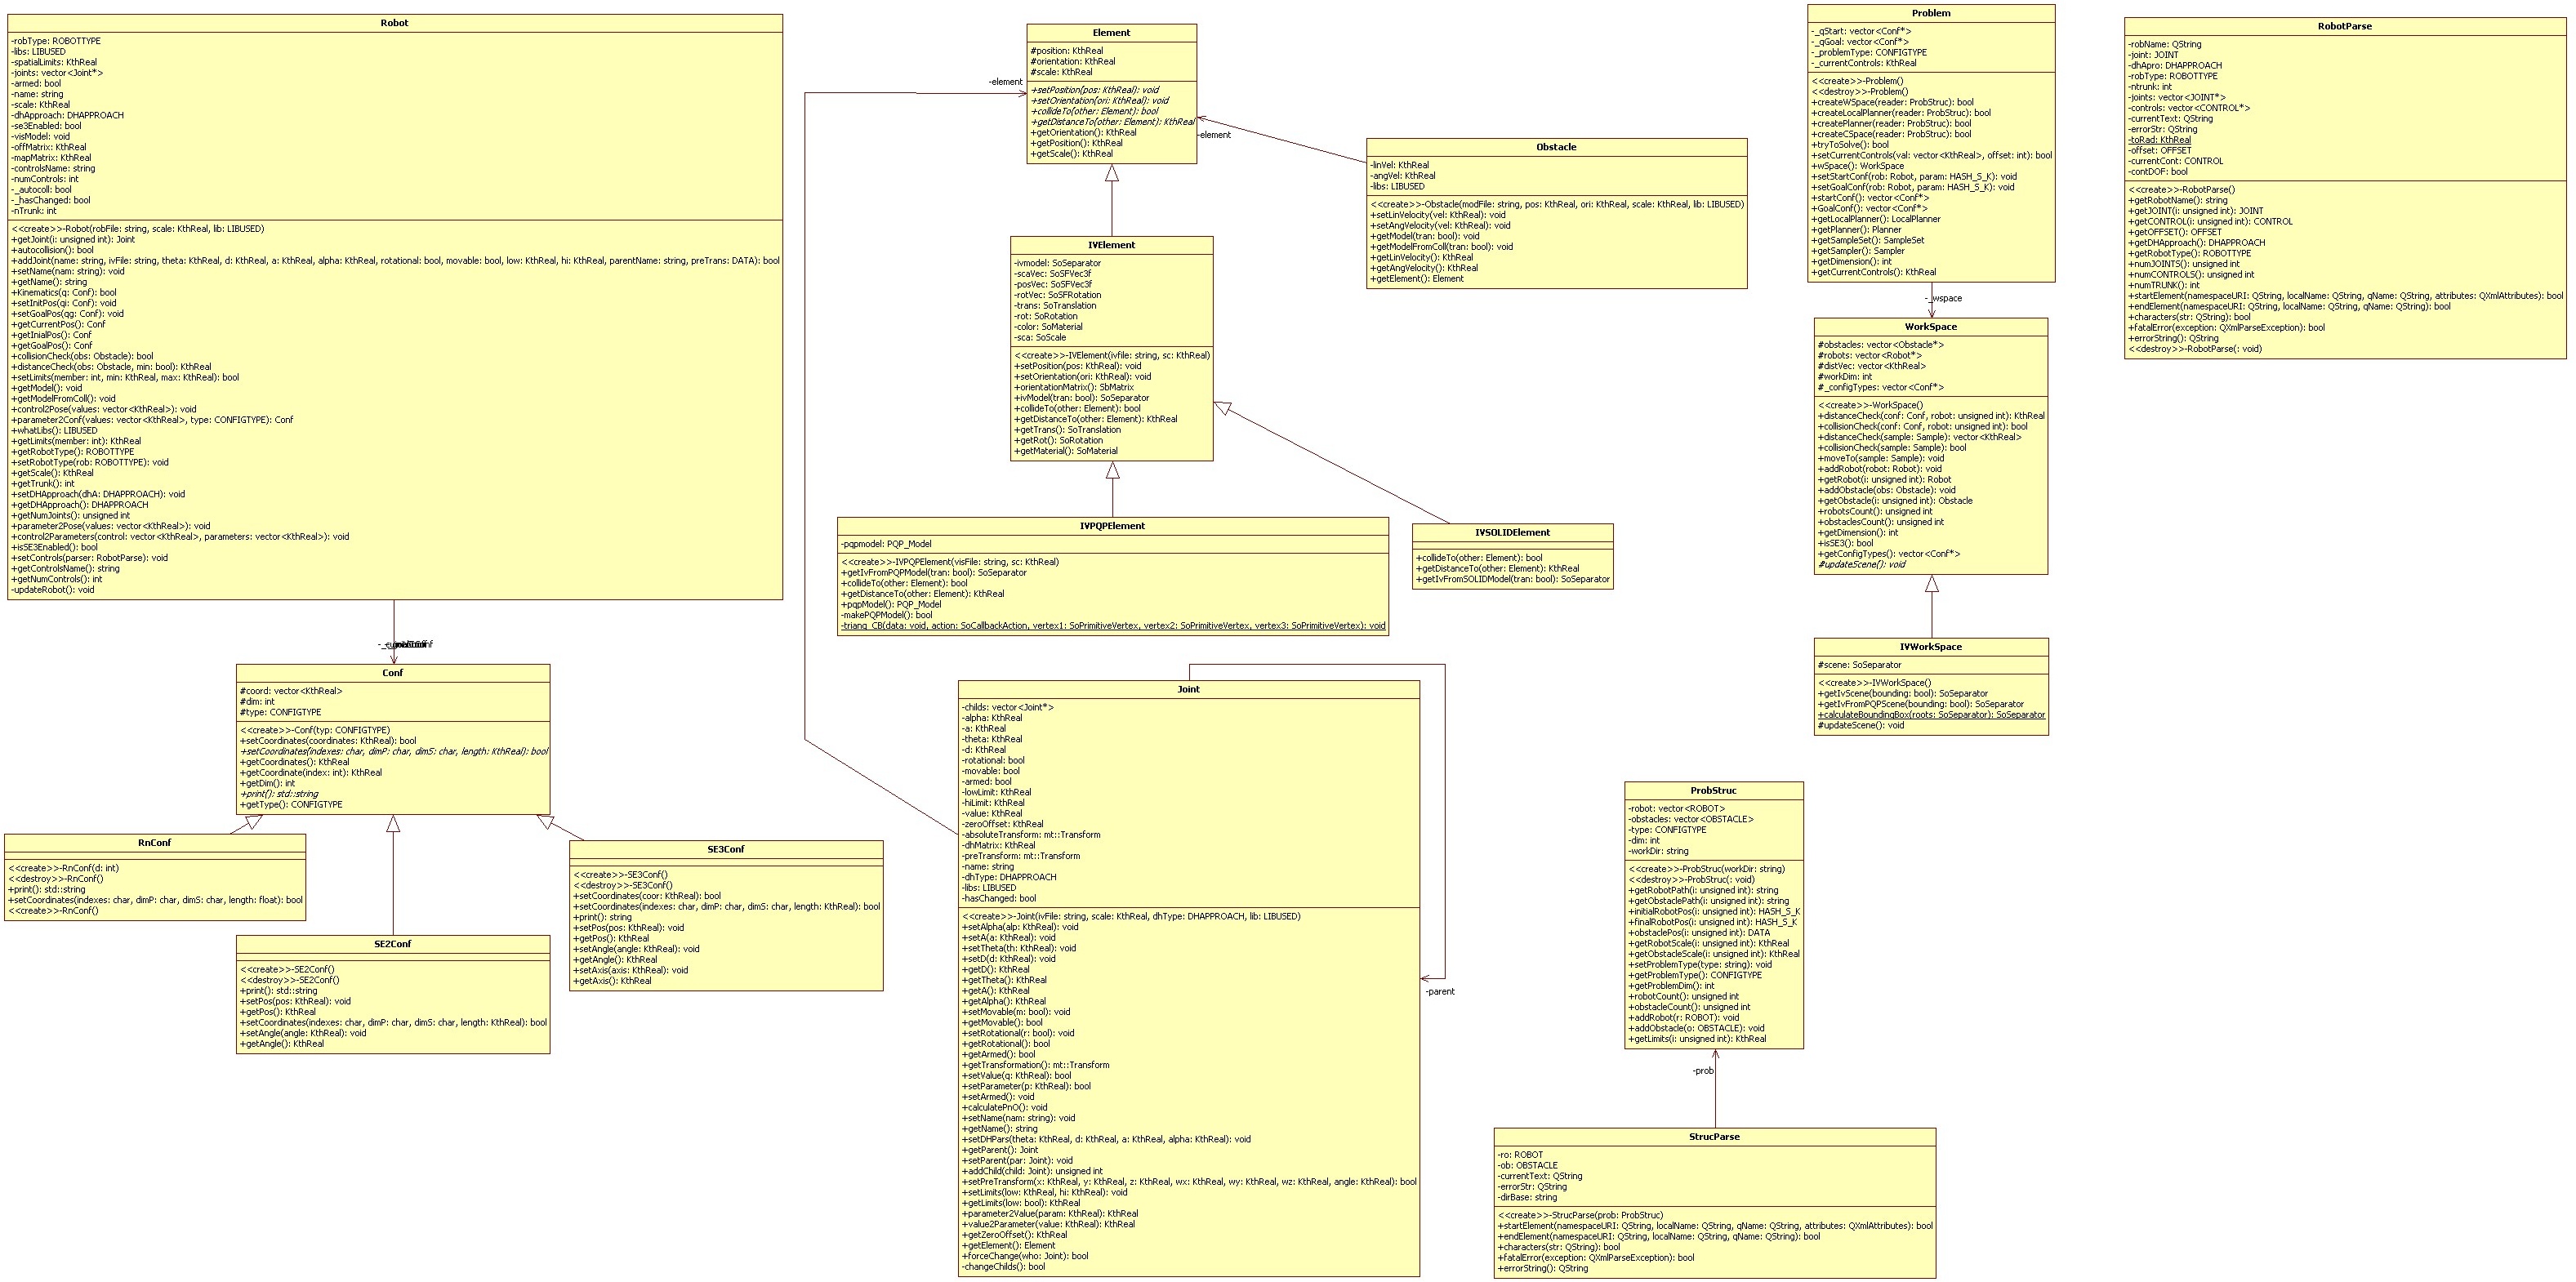 Robot
-robType: ROBOTTYPE
-libs: LIBUSED
-spatialLimits: KthReal
-joints: vector<Joint*>
-armed: bool
-name: string
-scale: KthReal
-dhApproach: DHAPPROACH
-se3Enabled: bool
-visModel: void
-offMatrix: KthReal
-mapMatrix: KthReal
-controlsName: string
-numControls: int
-_autocoll: bool
-_hasChanged: bool
-nTrunk: int
<<create>>-Robot(robFile: string, scale: KthReal, lib: LIBUSED)
+getJoint(i: unsigned int): Joint
+autocollision(): bool
+addJoint(name: string, ivFile: string, theta: KthReal, d: KthReal, a: KthReal, alpha: KthReal, rotational: bool, movable: bool, low: KthReal, hi: KthReal, parentName: string, preTrans: DATA): bool
+setName(nam: string): void
+getName(): string
+Kinematics(q: Conf): bool
+setInitPos(qi: Conf): void
+setGoalPos(qg: Conf): void
+getCurrentPos(): Conf
+getInialPos(): Conf
+getGoalPos(): Conf
+collisionCheck(obs: Obstacle): bool
+distanceCheck(obs: Obstacle, min: bool): KthReal
+setLimits(member: int, min: KthReal, max: KthReal): bool
+getModel(): void
+getModelFromColl(): void
+control2Pose(values: vector<KthReal>): void
+parameter2Conf(values: vector<KthReal>, type: CONFIGTYPE): Conf
+whatLibs(): LIBUSED
+getLimits(member: int): KthReal
+getRobotType(): ROBOTTYPE
+setRobotType(rob: ROBOTTYPE): void
+getScale(): KthReal
+getTrunk(): int
+setDHApproach(dhA: DHAPPROACH): void
+getDHApproach(): DHAPPROACH
+getNumJoints(): unsigned int
+parameter2Pose(values: vector<KthReal>): void
+control2Parameters(control: vector<KthReal>, parameters: vector<KthReal>): void
+isSE3Enabled(): bool
+setControls(parser: RobotParse): void
+getControlsName(): string
+getNumControls(): int
-updateRobot(): void
Conf
#coord: vector<KthReal>
#dim: int
#type: CONFIGTYPE
<<create>>-Conf(typ: CONFIGTYPE)
+setCoordinates(coordinates: KthReal): bool
+setCoordinates(indexes: char, dimP: char, dimS: char, length: KthReal): bool
+getCoordinates(): KthReal
+getCoordinate(index: int): KthReal
+getDim(): int
+print(): std::string
+getType(): CONFIGTYPE
RnConf
<<create>>-RnConf(d: int)
<<destroy>>-RnConf()
+print(): std::string
+setCoordinates(indexes: char, dimP: char, dimS: char, length: float): bool
<<create>>-RnConf()
SE2Conf
<<create>>-SE2Conf()
<<destroy>>-SE2Conf()
+print(): std::string
+setPos(pos: KthReal): void
+getPos(): KthReal
+setCoordinates(indexes: char, dimP: char, dimS: char, length: KthReal): bool
+setAngle(angle: KthReal): void
+getAngle(): KthReal
SE3Conf
<<create>>-SE3Conf()
<<destroy>>-SE3Conf()
+setCoordinates(coor: KthReal): bool
+setCoordinates(indexes: char, dimP: char, dimS: char, length: KthReal): bool
+print(): string
+setPos(pos: KthReal): void
+getPos(): KthReal
+setAngle(angle: KthReal): void
+getAngle(): KthReal
+setAxis(axis: KthReal): void
+getAxis(): KthReal
-element
Element
#position: KthReal
#orientation: KthReal
#scale: KthReal
+setPosition(pos: KthReal): void
+setOrientation(ori: KthReal): void
+collideTo(other: Element): bool
+getDistanceTo(other: Element): KthReal
+getOrientation(): KthReal
+getPosition(): KthReal
+getScale(): KthReal
-element
Obstacle
-linVel: KthReal
-angVel: KthReal
-libs: LIBUSED
<<create>>-Obstacle(modFile: string, pos: KthReal, ori: KthReal, scale: KthReal, lib: LIBUSED)
+setLinVelocity(vel: KthReal): void
+setAngVelocity(vel: KthReal): void
+getModel(tran: bool): void
+getModelFromColl(tran: bool): void
+getLinVelocity(): KthReal
+getAngVelocity(): KthReal
+getElement(): Element
IVElement
-ivmodel: SoSeparator
-scaVec: SoSFVec3f
-posVec: SoSFVec3f
-rotVec: SoSFRotation
-trans: SoTranslation
-rot: SoRotation
-color: SoMaterial
-sca: SoScale
<<create>>-IVElement(ivfile: string, sc: KthReal)
+setPosition(pos: KthReal): void
+setOrientation(ori: KthReal): void
+orientationMatrix(): SbMatrix
+ivModel(tran: bool): SoSeparator
+collideTo(other: Element): bool
+getDistanceTo(other: Element): KthReal
+getTrans(): SoTranslation
+getRot(): SoRotation
+getMaterial(): SoMaterial
IVPQPElement
-pqpmodel: PQP_Model
<<create>>-IVPQPElement(visFile: string, sc: KthReal)
+getIvFromPQPModel(tran: bool): SoSeparator
+collideTo(other: Element): bool
+getDistanceTo(other: Element): KthReal
+pqpModel(): PQP_Model
-makePQPModel(): bool
-triang_CB(data: void, action: SoCallbackAction, vertex1: SoPrimitiveVertex, vertex2: SoPrimitiveVertex, vertex3: SoPrimitiveVertex): void
IVSOLIDElement
+collideTo(other: Element): bool
+getDistanceTo(other: Element): KthReal
+getIvFromSOLIDModel(tran: bool): SoSeparator
Joint
-childs: vector<Joint*>
-alpha: KthReal
-a: KthReal
-theta: KthReal
-d: KthReal
-rotational: bool
-movable: bool
-armed: bool
-lowLimit: KthReal
-hiLimit: KthReal
-value: KthReal
-zeroOffset: KthReal
-absoluteTransform: mt::Transform
-dhMatrix: KthReal
-preTransform: mt::Transform
-name: string
-dhType: DHAPPROACH
-libs: LIBUSED
-hasChanged: bool
<<create>>-Joint(ivFile: string, scale: KthReal, dhType: DHAPPROACH, lib: LIBUSED)
+setAlpha(alp: KthReal): void
+setA(a: KthReal): void
+setTheta(th: KthReal): void
+setD(d: KthReal): void
+getD(): KthReal
+getTheta(): KthReal
+getA(): KthReal
+getAlpha(): KthReal
+setMovable(m: bool): void
+getMovable(): bool
+setRotational(r: bool): void
+getRotational(): bool
+getArmed(): bool
+getTransformation(): mt::Transform
+setValue(q: KthReal): bool
+setParameter(p: KthReal): bool
+setArmed(): void
+calculatePnO(): void
+setName(nam: string): void
+getName(): string
+setDHPars(theta: KthReal, d: KthReal, a: KthReal, alpha: KthReal): void
+getParent(): Joint
+setParent(par: Joint): void
+addChild(child: Joint): unsigned int
+setPreTransform(x: KthReal, y: KthReal, z: KthReal, wx: KthReal, wy: KthReal, wz: KthReal, angle: KthReal): bool
+setLimits(low: KthReal, hi: KthReal): void
+getLimits(low: bool): KthReal
+parameter2Value(param: KthReal): KthReal
+value2Parameter(value: KthReal): KthReal
+getZeroOffset(): KthReal
+getElement(): Element
+forceChange(who: Joint): bool
-changeChilds(): bool
-parent
Problem
-_qStart: vector<Conf*>
-_qGoal: vector<Conf*>
-_problemType: CONFIGTYPE
-_currentControls: KthReal
<<create>>-Problem()
<<destroy>>-Problem()
+createWSpace(reader: ProbStruc): bool
+createLocalPlanner(reader: ProbStruc): bool
+createPlanner(reader: ProbStruc): bool
+createCSpace(reader: ProbStruc): bool
+tryToSolve(): bool
+setCurrentControls(val: vector<KthReal>, offset: int): bool
+wSpace(): WorkSpace
+setStartConf(rob: Robot, param: HASH_S_K): void
+setGoalConf(rob: Robot, param: HASH_S_K): void
+startConf(): vector<Conf*>
+GoalConf(): vector<Conf*>
+getLocalPlanner(): LocalPlanner
+getPlanner(): Planner
+getSampleSet(): SampleSet
+getSampler(): Sampler
+getDimension(): int
+getCurrentControls(): KthReal
-_wspace
WorkSpace
#obstacles: vector<Obstacle*>
#robots: vector<Robot*>
#distVec: vector<KthReal>
#workDim: int
#_configTypes: vector<Conf*>
<<create>>-WorkSpace()
+distanceCheck(conf: Conf, robot: unsigned int): KthReal
+collisionCheck(conf: Conf, robot: unsigned int): bool
+distanceCheck(sample: Sample): vector<KthReal>
+collisionCheck(sample: Sample): bool
+moveTo(sample: Sample): void
+addRobot(robot: Robot): void
+getRobot(i: unsigned int): Robot
+addObstacle(obs: Obstacle): void
+getObstacle(i: unsigned int): Obstacle
+robotsCount(): unsigned int
+obstaclesCount(): unsigned int
+getDimension(): int
+isSE3(): bool
+getConfigTypes(): vector<Conf*>
#updateScene(): void
IVWorkSpace
#scene: SoSeparator
<<create>>-IVWorkSpace()
+getIvScene(bounding: bool): SoSeparator
+getIvFromPQPScene(bounding: bool): SoSeparator
+calculateBoundingBox(roots: SoSeparator): SoSeparator
#updateScene(): void
RobotParse
-robName: QString
-joint: JOINT
-dhApro: DHAPPROACH
-robType: ROBOTTYPE
-ntrunk: int
-joints: vector<JOINT*>
-controls: vector<CONTROL*>
-currentText: QString
-errorStr: QString
-toRad: KthReal
-offset: OFFSET
-currentCont: CONTROL
-contDOF: bool
<<create>>-RobotParse()
+getRobotName(): string
+getJOINT(i: unsigned int): JOINT
+getCONTROL(i: unsigned int): CONTROL
+getOFFSET(): OFFSET
+getDHApproach(): DHAPPROACH
+getRobotType(): ROBOTTYPE
+numJOINTS(): unsigned int
+numCONTROLS(): unsigned int
+numTRUNK(): int
+startElement(namespaceURI: QString, localName: QString, qName: QString, attributes: QXmlAttributes): bool
+endElement(namespaceURI: QString, localName: QString, qName: QString): bool
+characters(str: QString): bool
+fatalError(exception: QXmlParseException): bool
+errorString(): QString
<<destroy>>-RobotParse(: void)
ProbStruc
-robot: vector<ROBOT>
-obstacles: vector<OBSTACLE>
-type: CONFIGTYPE
-dim: int
-workDir: string
<<create>>-ProbStruc(workDir: string)
<<destroy>>-ProbStruc(: void)
+getRobotPath(i: unsigned int): string
+getObstaclePath(i: unsigned int): string
+initialRobotPos(i: unsigned int): HASH_S_K
+finalRobotPos(i: unsigned int): HASH_S_K
+obstaclePos(i: unsigned int): DATA
+getRobotScale(i: unsigned int): KthReal
+getObstacleScale(i: unsigned int): KthReal
+setProblemType(type: string): void
+getProblemType(): CONFIGTYPE
+getProblemDim(): int
+robotCount(): unsigned int
+obstacleCount(): unsigned int
+addRobot(r: ROBOT): void
+addObstacle(o: OBSTACLE): void
+getLimits(i: unsigned int): KthReal
-prob
StrucParse
-ro: ROBOT
-ob: OBSTACLE
-currentText: QString
-errorStr: QString
-dirBase: string
<<create>>-StrucParse(prob: ProbStruc)
+startElement(namespaceURI: QString, localName: QString, qName: QString, attributes: QXmlAttributes): bool
+endElement(namespaceURI: QString, localName: QString, qName: QString): bool
+characters(str: QString): bool
+fatalError(exception: QXmlParseException): bool
+errorString(): QString